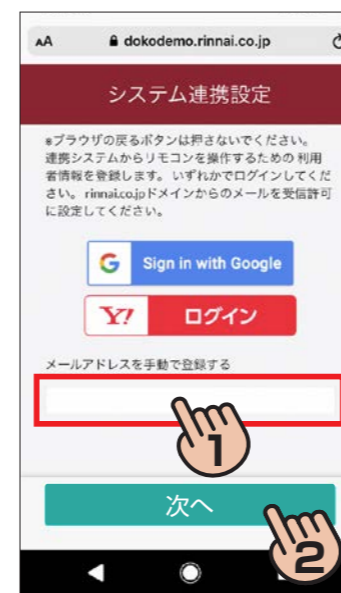 AA dokodemo.rinnai.co.jp
システム連携設定
※ブラウザの戻るボタンは押さないでください。
連携システムからリモコンを操作するための 利用
者情報を登録します。 いずれかでログインしてくだ
さい。 rinnai.co.jpドメインからのメールを受信許可
に設定してください。
G Sign in with Google
Y! ログイン
メールアドレスを手動で登録する
1
次へ
2